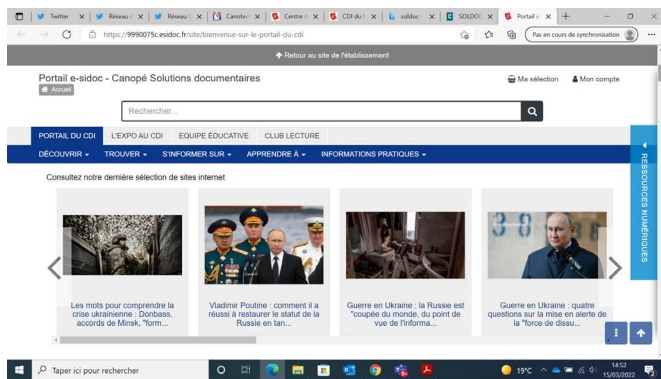 Twitter
Réseau
Réseau
Canoted
Centre d
CDI du
soldoc -
SOLDOC
Portail e-
https://9990075c.esidoc.fr/site/bienvenue-sur-le-portail-du-cdi
Pas en cours de synchronisation
Retour au site de l'établissement
Portail e-sidoc - Canopé Solutions documentaires
Ma sélection
Mon compte
Accueil
Rechercher...
PORTAIL DU CDI
L'EXPO AU CDI
EQUIPE ÉDUCATIVE
CLUB LECTURE
DÉCOUVRIR
TROUVER
S'INFORMER SUR
APPRENDRE À
INFORMATIONS PRATIQUES
RESSOURCES NUMÉRIQUES
Consultez notre dernière sélection de sites internet
38
Les mots pour comprendre la
crise ukrainienne : Donbass,
accords de Minsk, "form...
Vladimir Poutine : comment il a
réussi à restaurer le statut de la
Russie en tan...
Guerre en Ukraine : la Russie est
"coupée du monde, du point de
vue de l'informa...
Guerre en Ukraine : quatre
questions sur la mise en alerte de
la "force de dissu...
Taper ici pour rechercher
19°C
14:52
15/03/2022